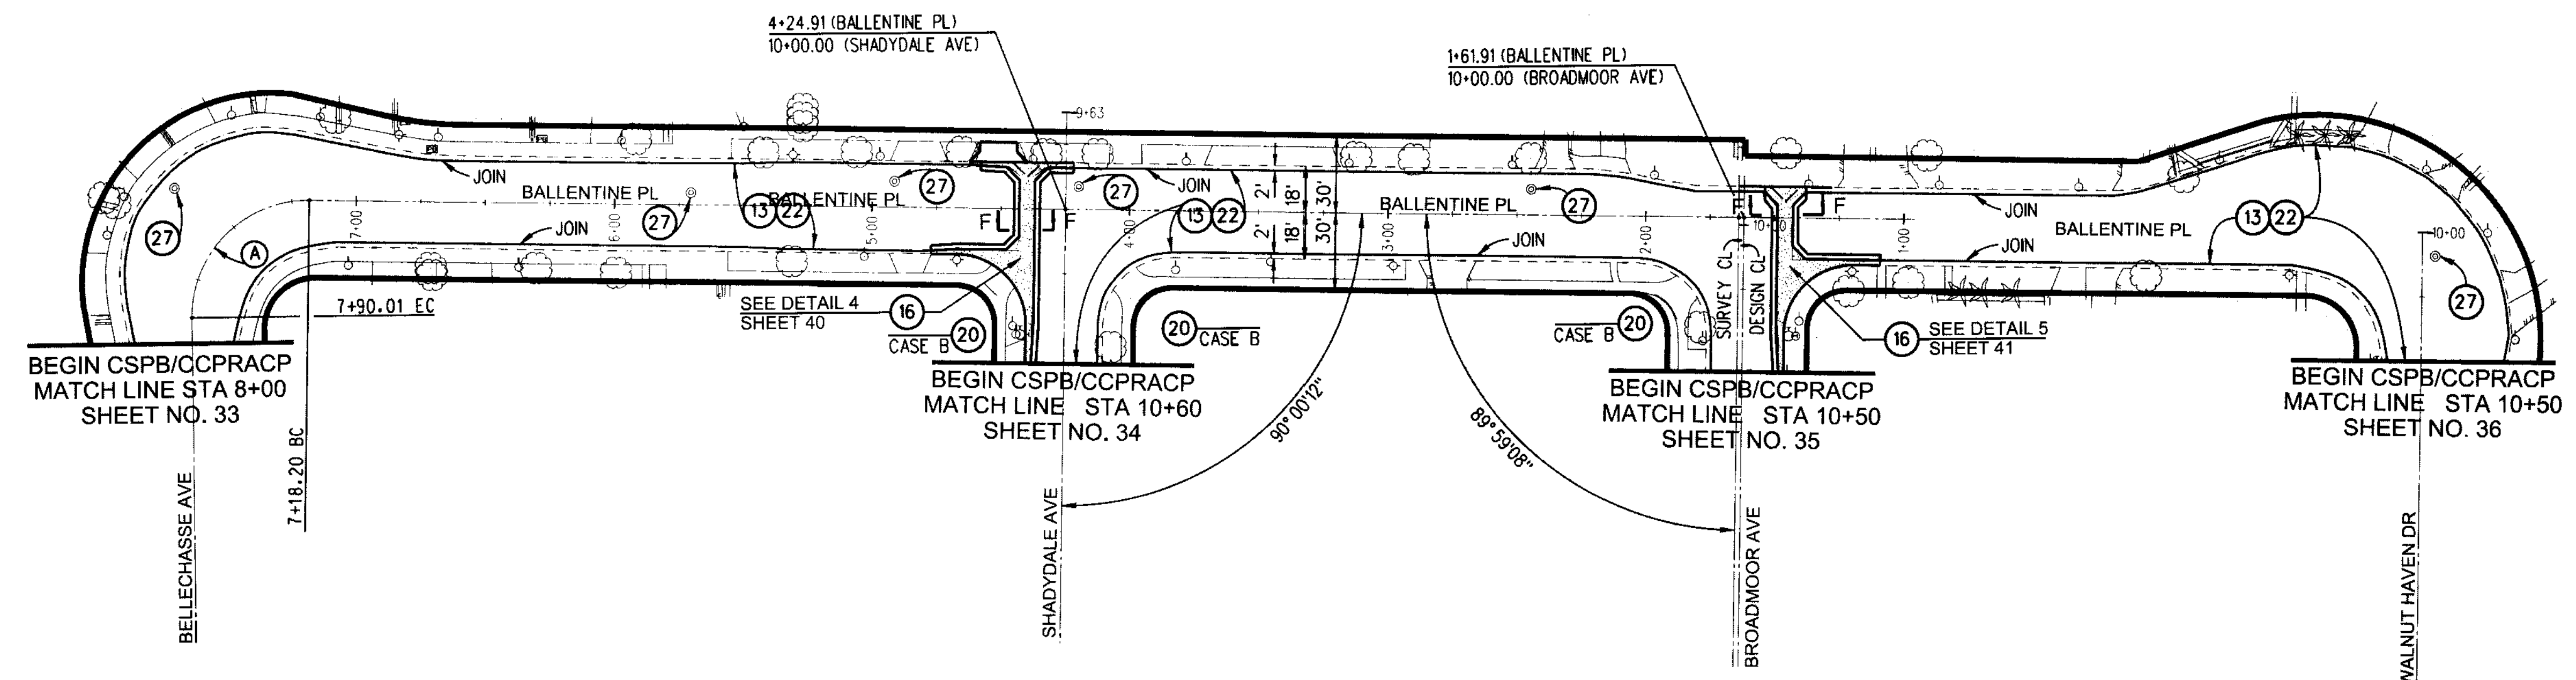 4+24.91 (BALLENTINE PL)
10+00.00 (SHADYDALE AVE)
1+61.91 (BALLENTINE PL)
10+00.00 (BROADMOOR AVE)
9+63
JOIN
BALLENTINE PL
27
27
13 22
BALLENTINE PL
27
F F
27
JOIN
13 22
2' 18' 30'
2' 18' 30'
BALLENTINE PL
27
F
JOIN
BALLENTINE PL
13 22
10+00
27
A
JOIN
7+00
6+00
5+00
4+00
3+00
2+00
1+00
JOIN
JOIN
7+90.01 EC
7+18.20 BC
SEE DETAIL 4
SHEET 40
16
20
CASE B
20
CASE B
20
CASE B
SURVEY CL
DESIGN CL
16
SEE DETAIL 5
SHEET 41
BEGIN CSPB/CCPRACP
MATCH LINE STA 8+00
SHEET NO. 33
BEGIN CSPB/CCPRACP
MATCH LINE STA 10+60
SHEET NO. 34
BEGIN CSPB/CCPRACP
MATCH LINE STA 10+50
SHEET NO. 35
BEGIN CSPB/CCPRACP
MATCH LINE STA 10+50
SHEET NO. 36
90°00'12"
89°59'08"
BELLECHASSE AVE
SHADYDALE AVE
BROADMOOR AVE
WALNUT HAVEN DR